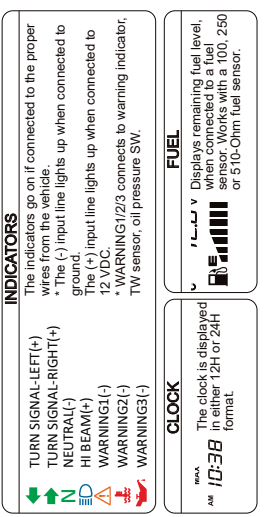 INDICATORS
TURN SIGNAL-LEFT(+)
TURN SIGNAL-RIGHT(+)
N NEUTRAL(-)
HI BEAM(+)
WARNING1(-)
WARNING2(-)
WARNING3(-)
The indicators go on if connected to the proper
wires from the vehicle.
* The (-) input line lights up when connected to
ground.
The (+) input line lights up when connected to
12 VDC.
* WARNING1/2/3 connects to warning indicator,
TW sensor, oil pressure SW.
CLOCK
MAX
AM 10:38
The clock is displayed
in either 12H or 24H
format.
FUEL
E
Displays remaining fuel level,
when connected to a fuel
sensor. Works with a 100, 250
or 510-Ohm fuel sensor.